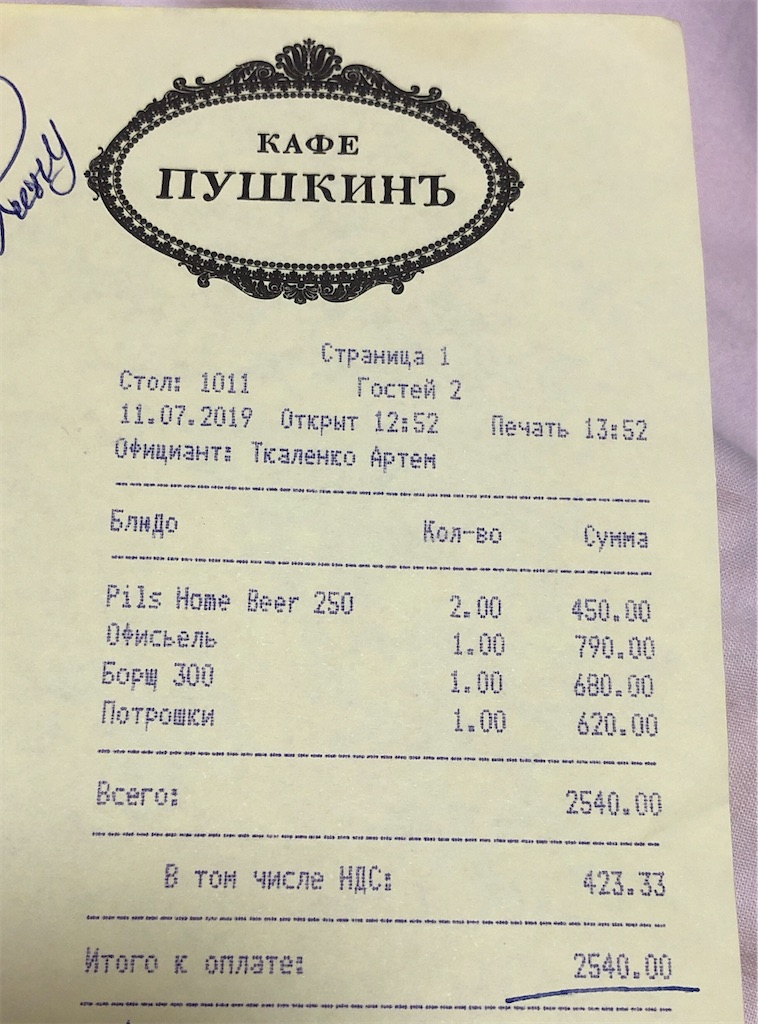 КАФЕ
ПУШКИНЪ
Страница 1
Стол: 1011 Гостей 2
11.07.2019 Открыт 12:52 Печать 13:52
Официант: Ткаленко Артем
Блюдо Кол-во Сумма
Pils Home Beer 250 2.00 450.00
Офисьель 1.00 790.00
Борщ 300 1.00 680.00
Потрошки 1.00 620.00
Всего: 2540.00
В том числе НДС: 423.33
Итого к оплате: 2540.00